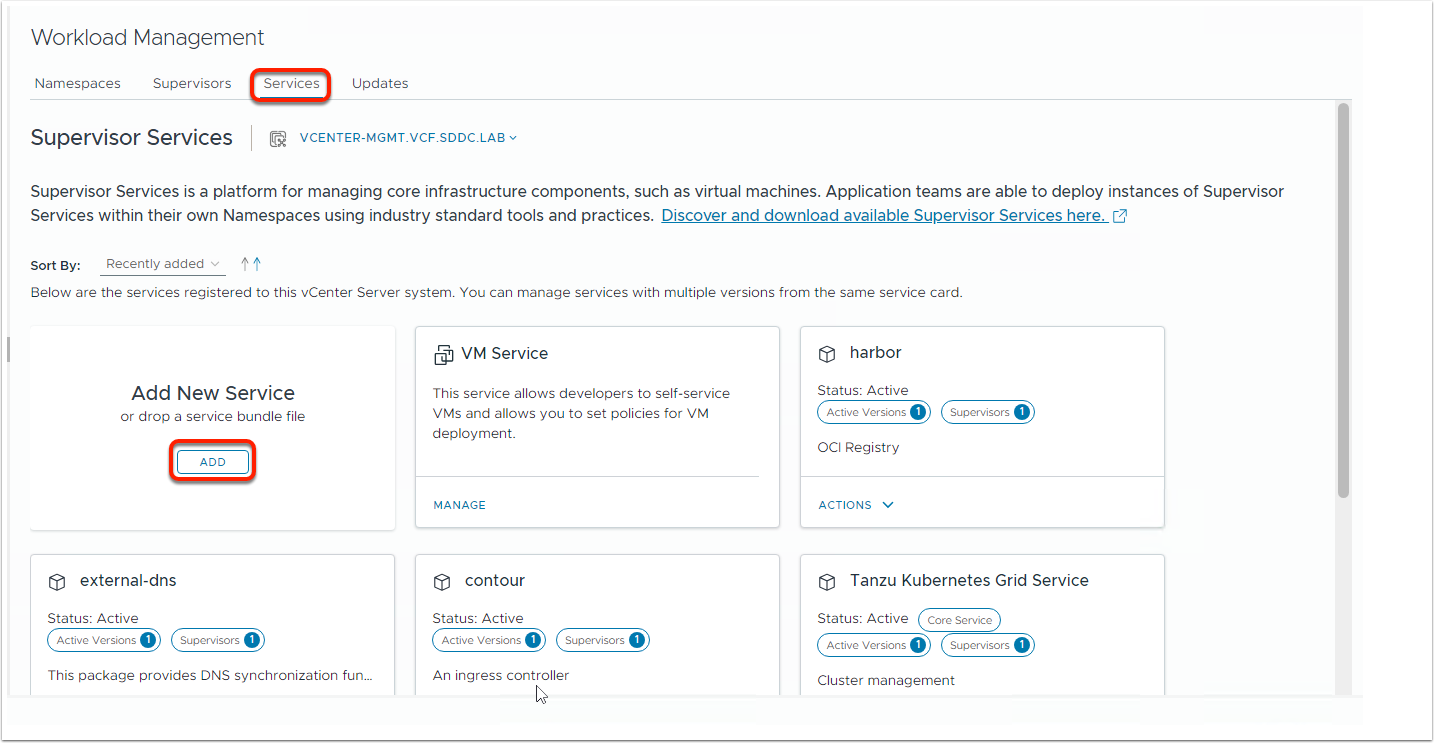 Workload Management
Namespaces Supervisors Services Updates
Supervisor Services VCENTER-MGMT.VCF.SDDC.LAB
Supervisor Services is a platform for managing core infrastructure components, such as virtual machines. Application teams are able to deploy instances of Supervisor
Services within their own Namespaces using industry standard tools and practices. Discover and download available Supervisor Services here.
Sort By: Recently added
Below are the services registered to this vCenter Server system. You can manage services with multiple versions from the same service card.
Add New Service
or drop a service bundle file
ADD
VM Service
This service allows developers to self-service
VMs and allows you to set policies for VM
deployment.
MANAGE
harbor
Status: Active
Active Versions 1 Supervisors 1
OCI Registry
ACTIONS
external-dns
Status: Active
Active Versions 1 Supervisors 1
This package provides DNS synchronization fun...
contour
Status: Active
Active Versions 1 Supervisors 1
An ingress controller
Tanzu Kubernetes Grid Service
Status: Active Core Service
Active Versions 1 Supervisors 1
Cluster management